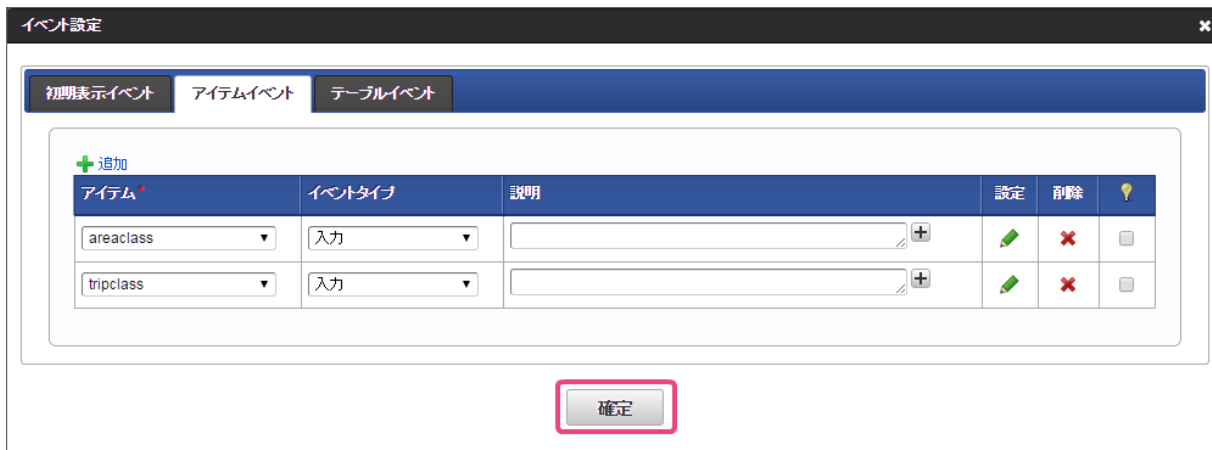 イベント設定
初期表示イベント アイテムイベント テーブルイベント
追加
アイテム* イベントタイプ 説明 設定 削除
areaclass 入力
tripclass 入力
確定